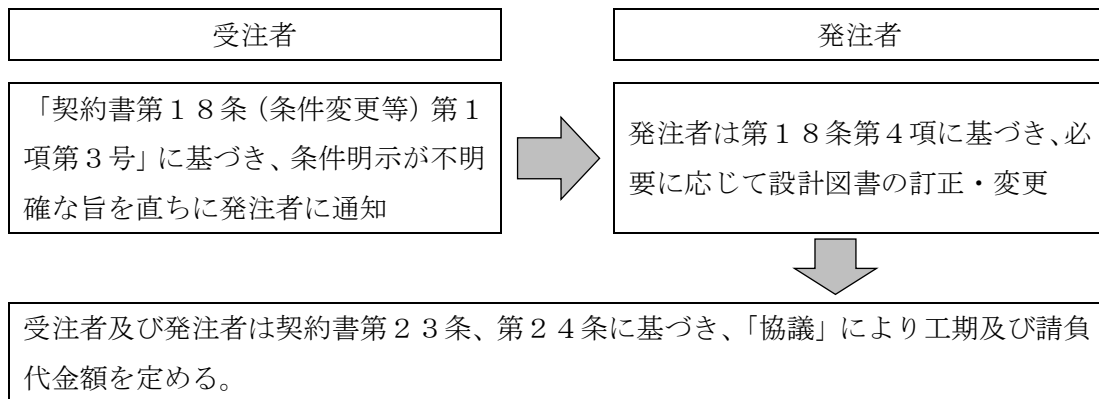 受注者
発注者
「契約書第１８条（条件変更等）第１
項第３号」に基づき、条件明示が不明
確な旨を直ちに発注者に通知
発注者は第１８条第４項に基づき、必
要に応じて設計図書の訂正・変更
受注者及び発注者は契約書第２３条、第２４条に基づき、「協議」により工期及び請負
代金額を定める。